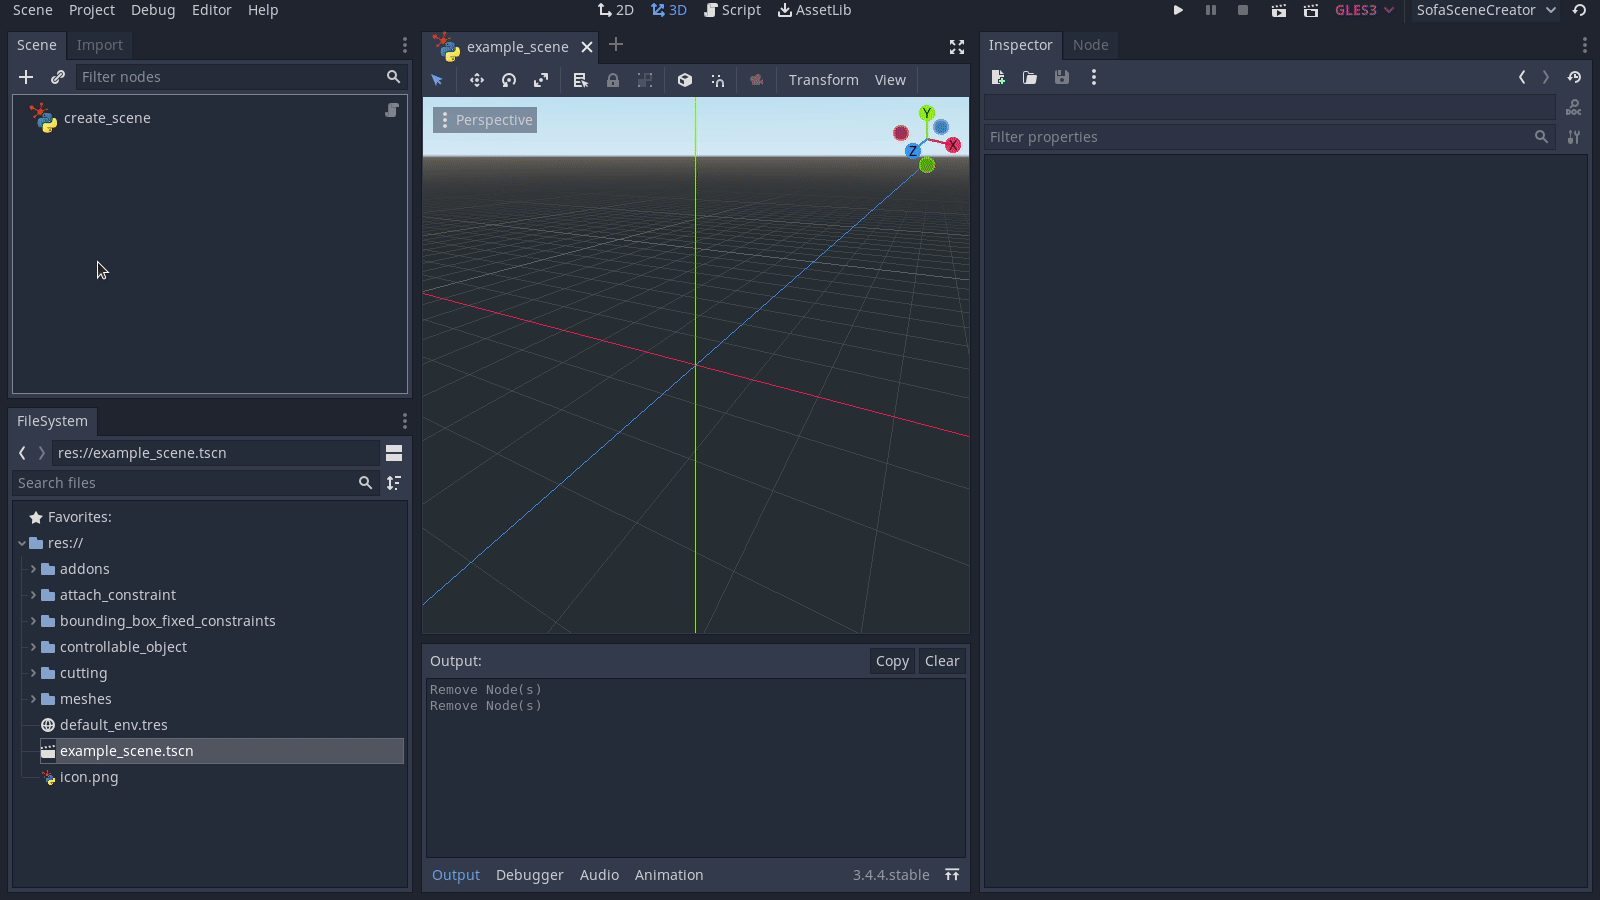 Scene Project Debug Editor Help
2D 3D Script AssetLib
GLES3 SofaSceneCreator
Scene Import
Filter nodes
create_scene
example_scene
Transform View
Perspective
Y
X
Z
Inspector Node
DOC
Filter properties
FileSystem
res://example_scene.tscn
Search files
Favorites:
res://
addons
attach_constraint
bounding_box_fixed_constraints
controllable_object
cutting
meshes
default_env.tres
example_scene.tscn
icon.png
Output: Copy Clear
Remove Node(s)
Remove Node(s)
Output Debugger Audio Animation 3.4.4.stable